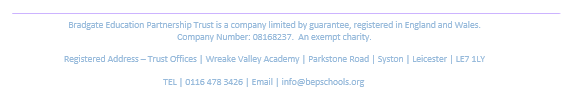 Bradgate Education Partnership Trust is a company limited by guarantee, registered in England and Wales.
Company Number: 08168237. An exempt charity.
Registered Address – Trust Offices | Wreake Valley Academy | Parkstone Road | Syston | Leicester | LE7 1LY
TEL | 0116 478 3426 | Email | info@bepschools.org